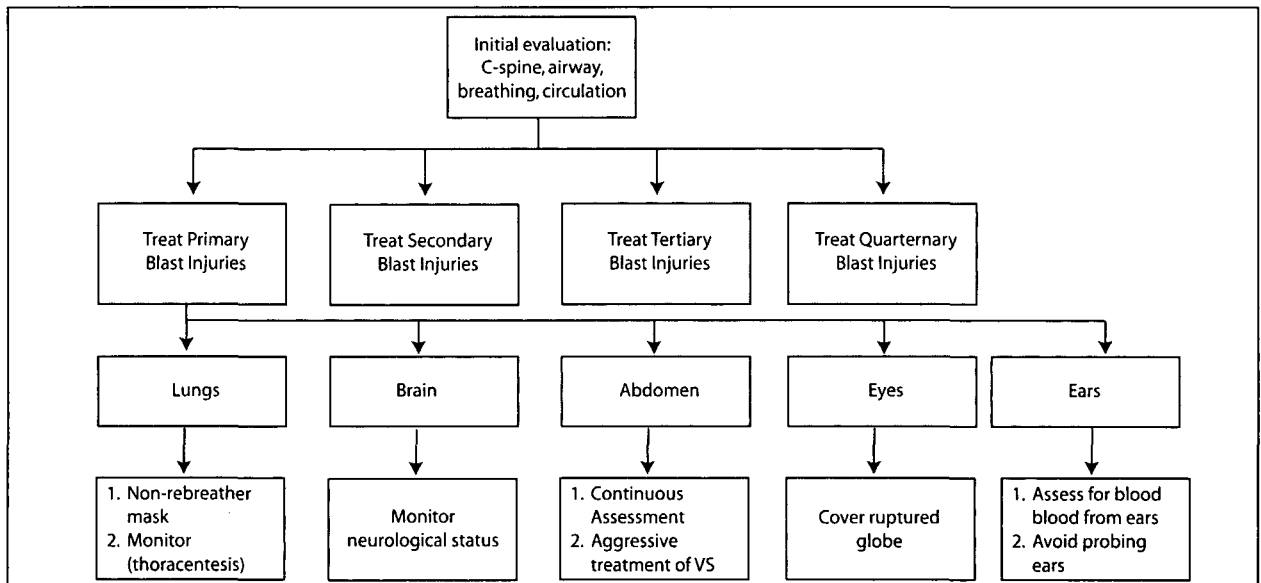 Initial evaluation:
C-spine, airway,
breathing, circulation
Treat Primary
Blast Injuries
Treat Secondary
Blast Injuries
Treat Tertiary
Blast Injuries
Treat Quarternary
Blast Injuries
Lungs
Brain
Abdomen
Eyes
Ears
1. Non-rebreather
mask
2. Monitor
(thoracentesis)
Monitor
neurological status
1. Continuous
Assessment
2. Aggressive
treatment of VS
Cover ruptured
globe
1. Assess for blood
blood from ears
2. Avoid probing
ears